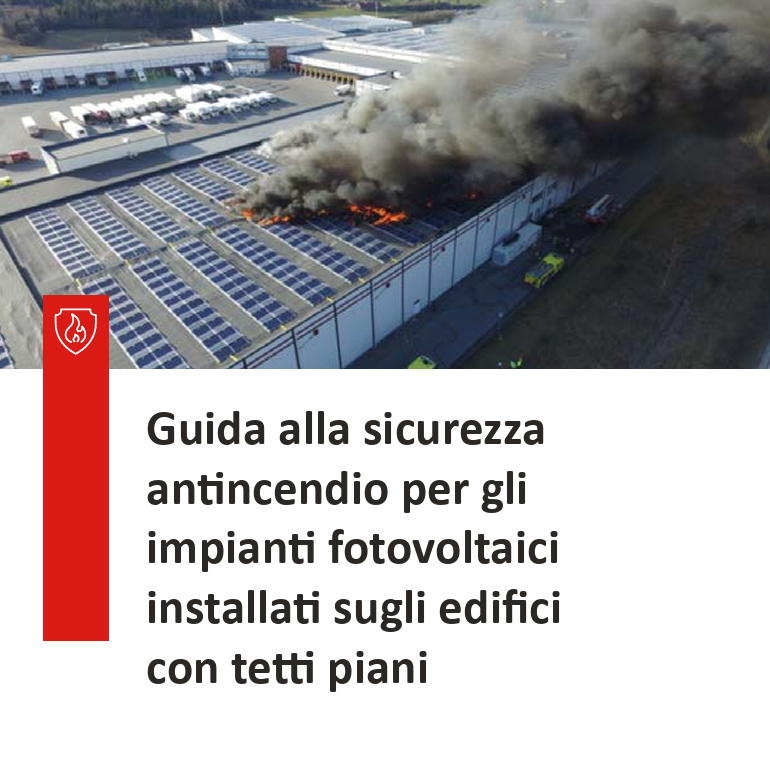 Guida alla sicurezza
antincendio per gli
impianti fotovoltaici
installati sugli edifici
con tetti piani